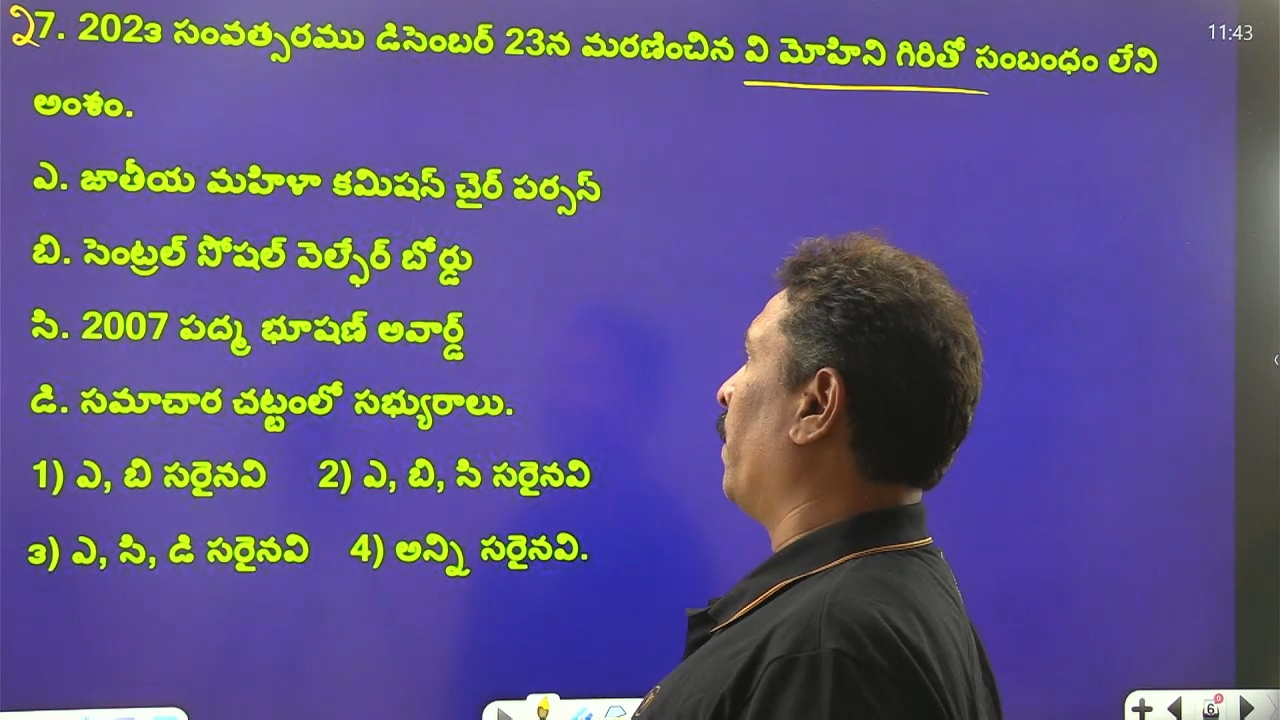 11:43
27. 2023 సంవత్సరము డిసెంబర్ 23న మరణించిన వి మోహిని గిరితో సంబంధం లేని
అంశం.
ఎ. జాతీయ మహిళా కమిషన్ చైర్ పర్సన్
బి. సెంట్రల్ సోషల్ వెల్ఫేర్ బోర్డు
సి. 2007 పద్మ భూషణ్ అవార్డ్
డి. సమాచార చట్టంలో సభ్యురాలు.
1) ఎ, బి సరైనవి 2) ఎ, బి, సి సరైనవి
3) ఎ, సి, డి సరైనవి 4) అన్ని సరైనవి.
6